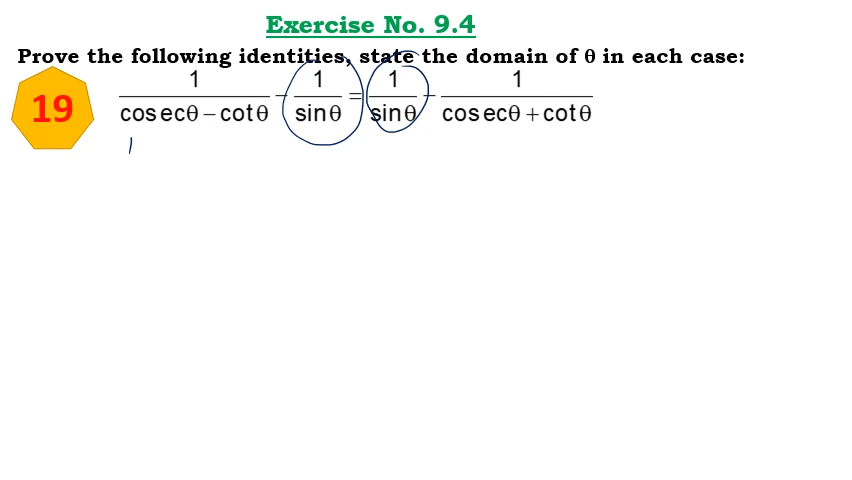 Exercise No. 9.4
Prove the following identities, state the domain of θ in each case:
19 1/(cosecθ − cotθ) − 1/sinθ = 1/sinθ − 1/(cosecθ + cotθ)